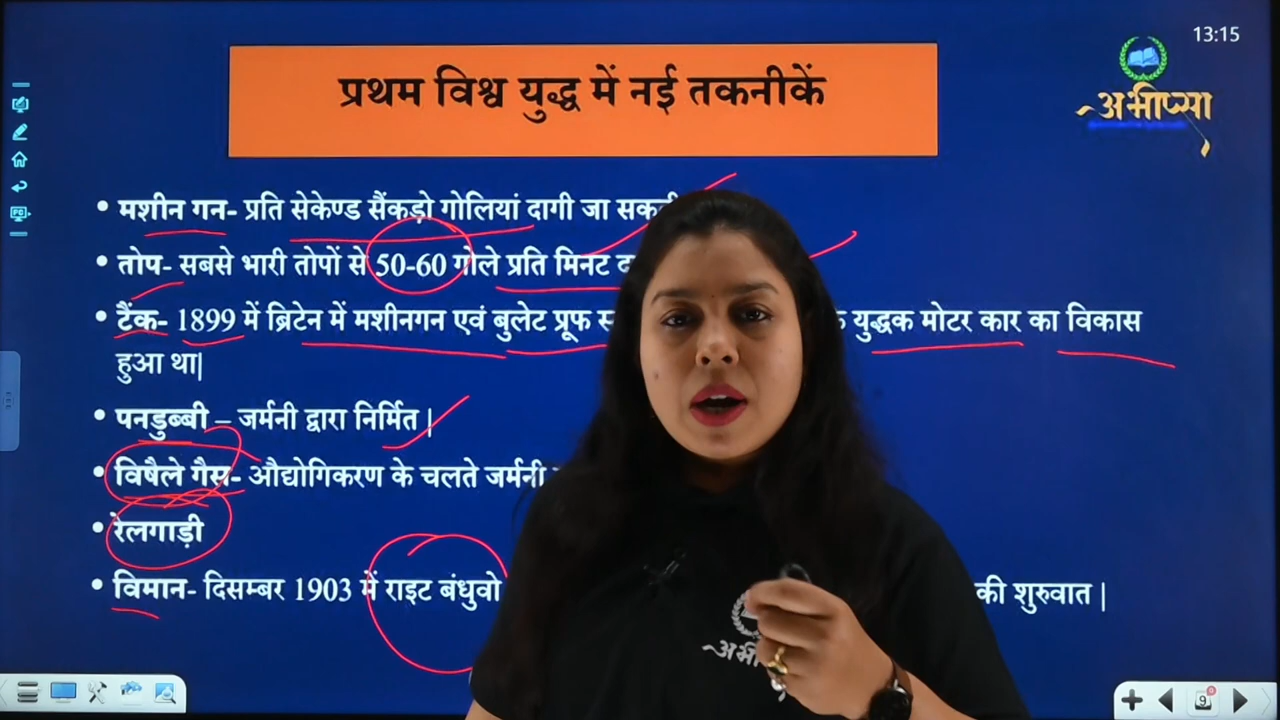 13:15
प्रथम विश्व युद्ध में नई तकनीकें
अभीप्सा
• मशीन गन- प्रति सेकेण्ड सैंकड़ो गोलियां दागी जा
• तोप- सबसे भारी तोपों से 50-60 गोले प्रति मिनट
• टैंक- 1899 में ब्रिटेन में मशीनगन एवं बुलेट प्रूफ युद्धक मोटर कार का विकास
हुआ था|
• पनडुब्बी – जर्मनी द्वारा निर्मित |
• विषैले गैस- औद्योगिकरण के चलते जर्मनी
• रेलगाड़ी
• विमान- दिसम्बर 1903 में राइट बंधुवो की शुरुवात |
9